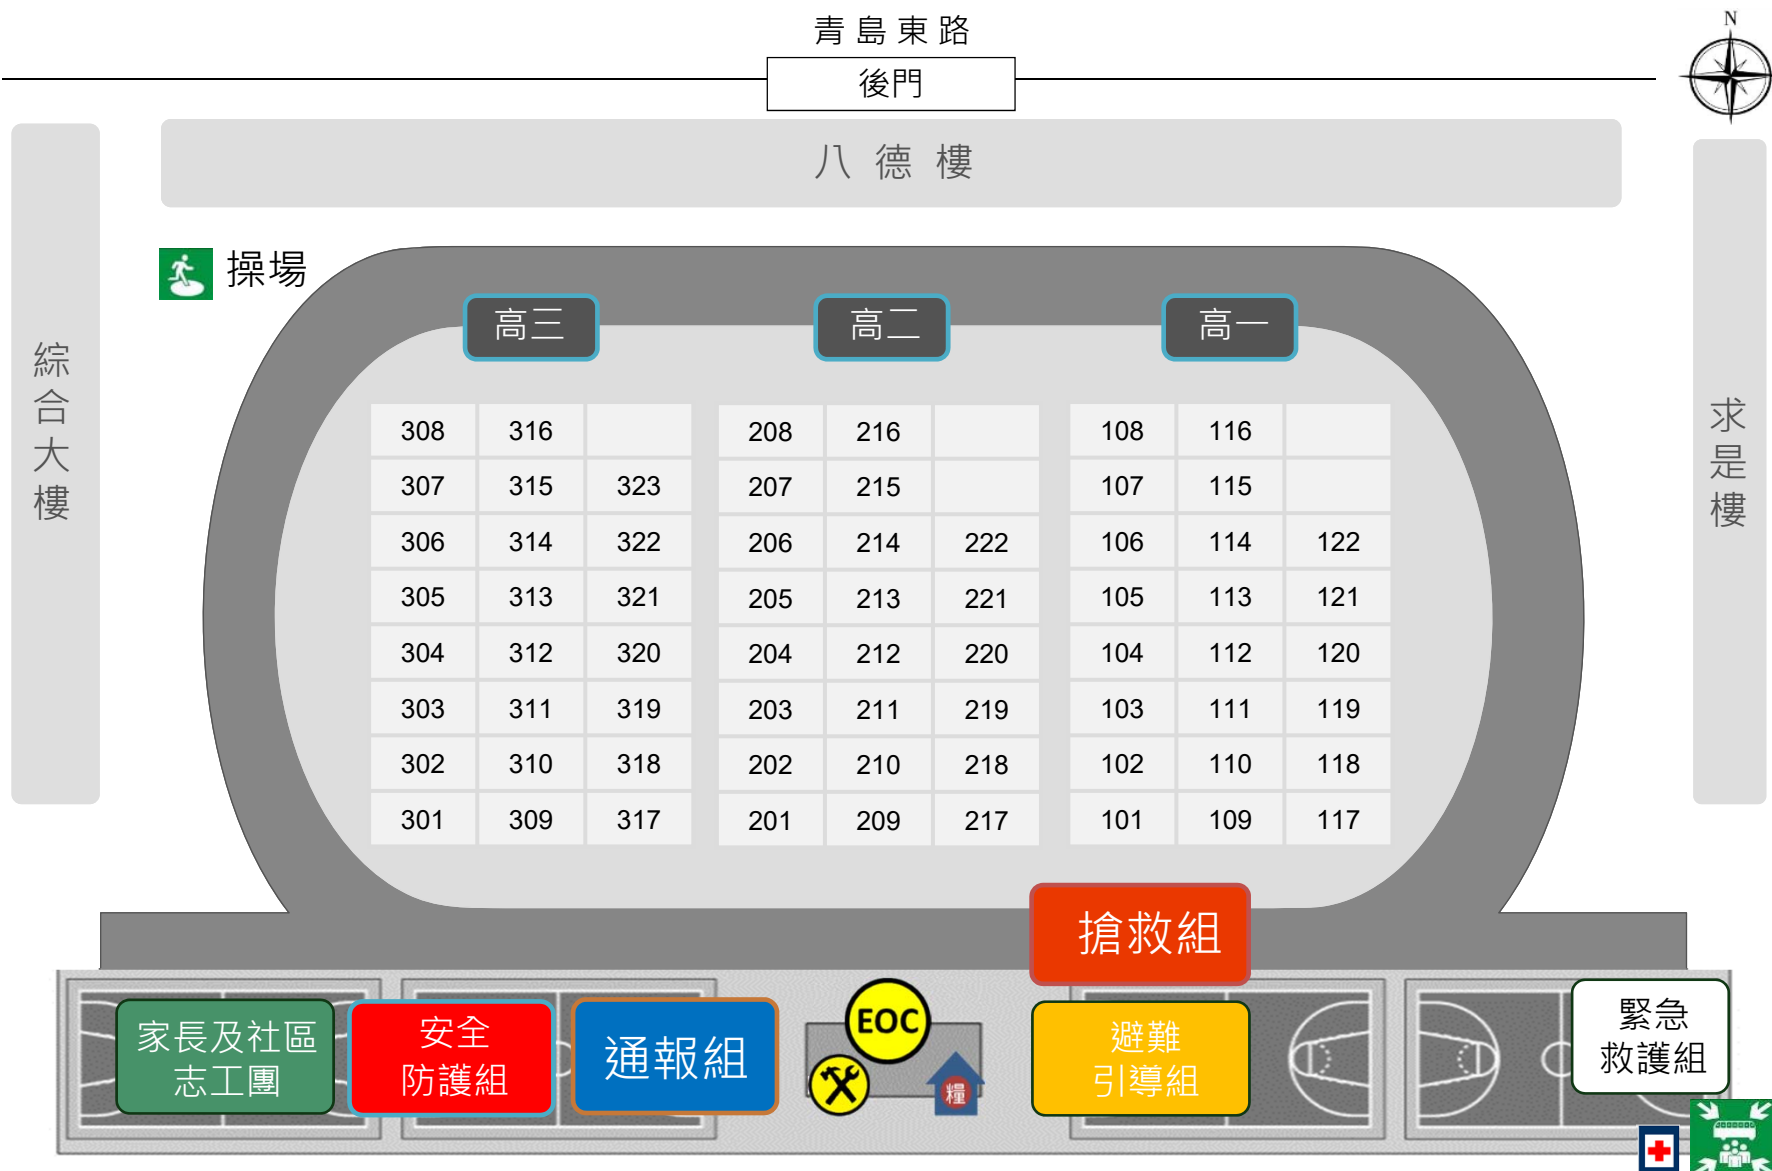 青島東路
N
後門
八德樓
操場
綜合大樓
求是樓
高三 高二 高一
308 316 208 216 108 116
307 315 323 207 215 107 115
306 314 322 206 214 222 106 114 122
305 313 321 205 213 221 105 113 121
304 312 320 204 212 220 104 112 120
303 311 319 203 211 219 103 111 119
302 310 318 202 210 218 102 110 118
301 309 317 201 209 217 101 109 117
搶救組
家長及社區
志工團
安全
防護組
通報組
EOC
糧
避難
引導組
緊急
救護組